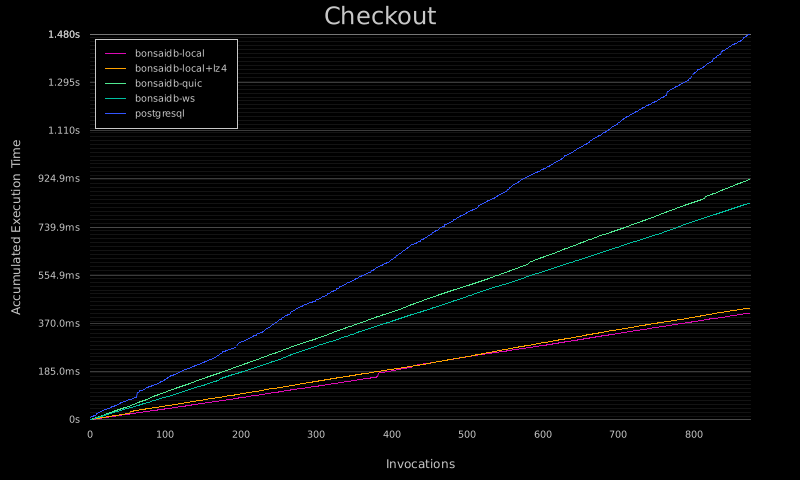 Checkout
1.480s
bonsaidb-local
bonsaidb-local+lz4
1.295s
bonsaidb-quic
bonsaidb-ws
postgresql
1.110s
924.9ms
739.9ms
554.9ms
370.0ms
185.0ms
0s
Accumulated Execution Time
0 100 200 300 400 500 600 700 800
Invocations